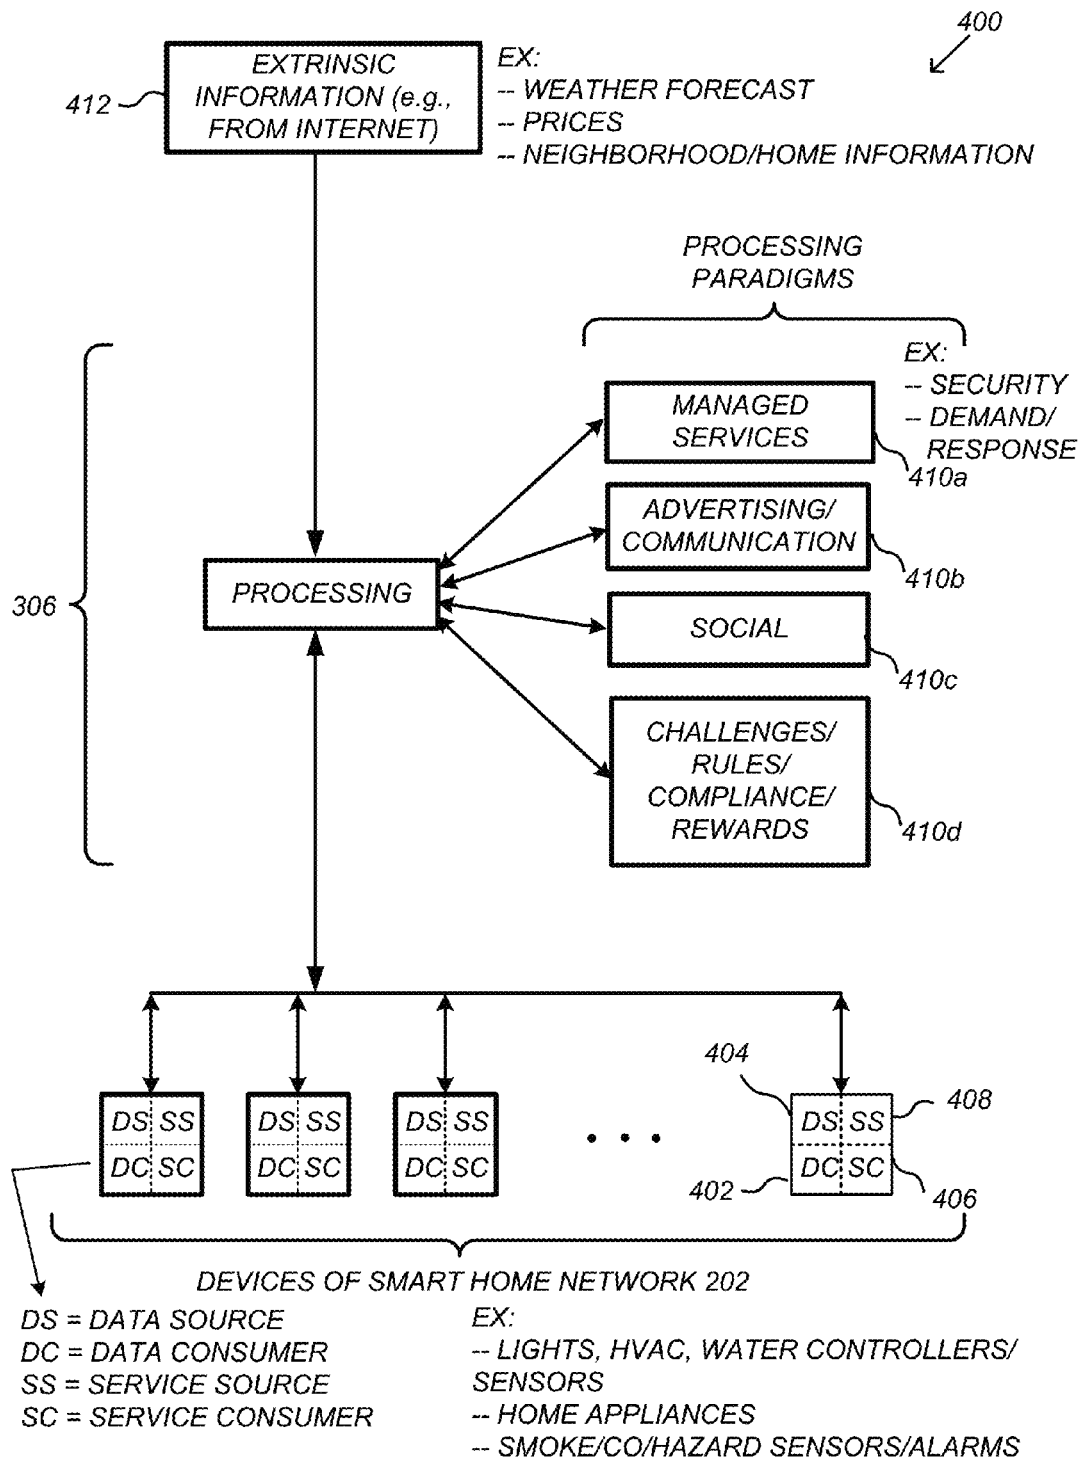 400
EXTRINSIC
INFORMATION (e.g.,
FROM INTERNET)
412
EX:
-- WEATHER FORECAST
-- PRICES
-- NEIGHBORHOOD/HOME INFORMATION
PROCESSING
PARADIGMS
EX:
-- SECURITY
-- DEMAND/
RESPONSE
MANAGED
SERVICES
410a
ADVERTISING/
COMMUNICATION
410b
PROCESSING
306
SOCIAL
410c
CHALLENGES/
RULES/
COMPLIANCE/
REWARDS
410d
404
408
DS SS
DC SC
DS SS
DC SC
DS SS
DC SC
DS SS
DC SC
402
406
DEVICES OF SMART HOME NETWORK 202
DS = DATA SOURCE
DC = DATA CONSUMER
SS = SERVICE SOURCE
SC = SERVICE CONSUMER
EX:
-- LIGHTS, HVAC, WATER CONTROLLERS/
SENSORS
-- HOME APPLIANCES
-- SMOKE/CO/HAZARD SENSORS/ALARMS